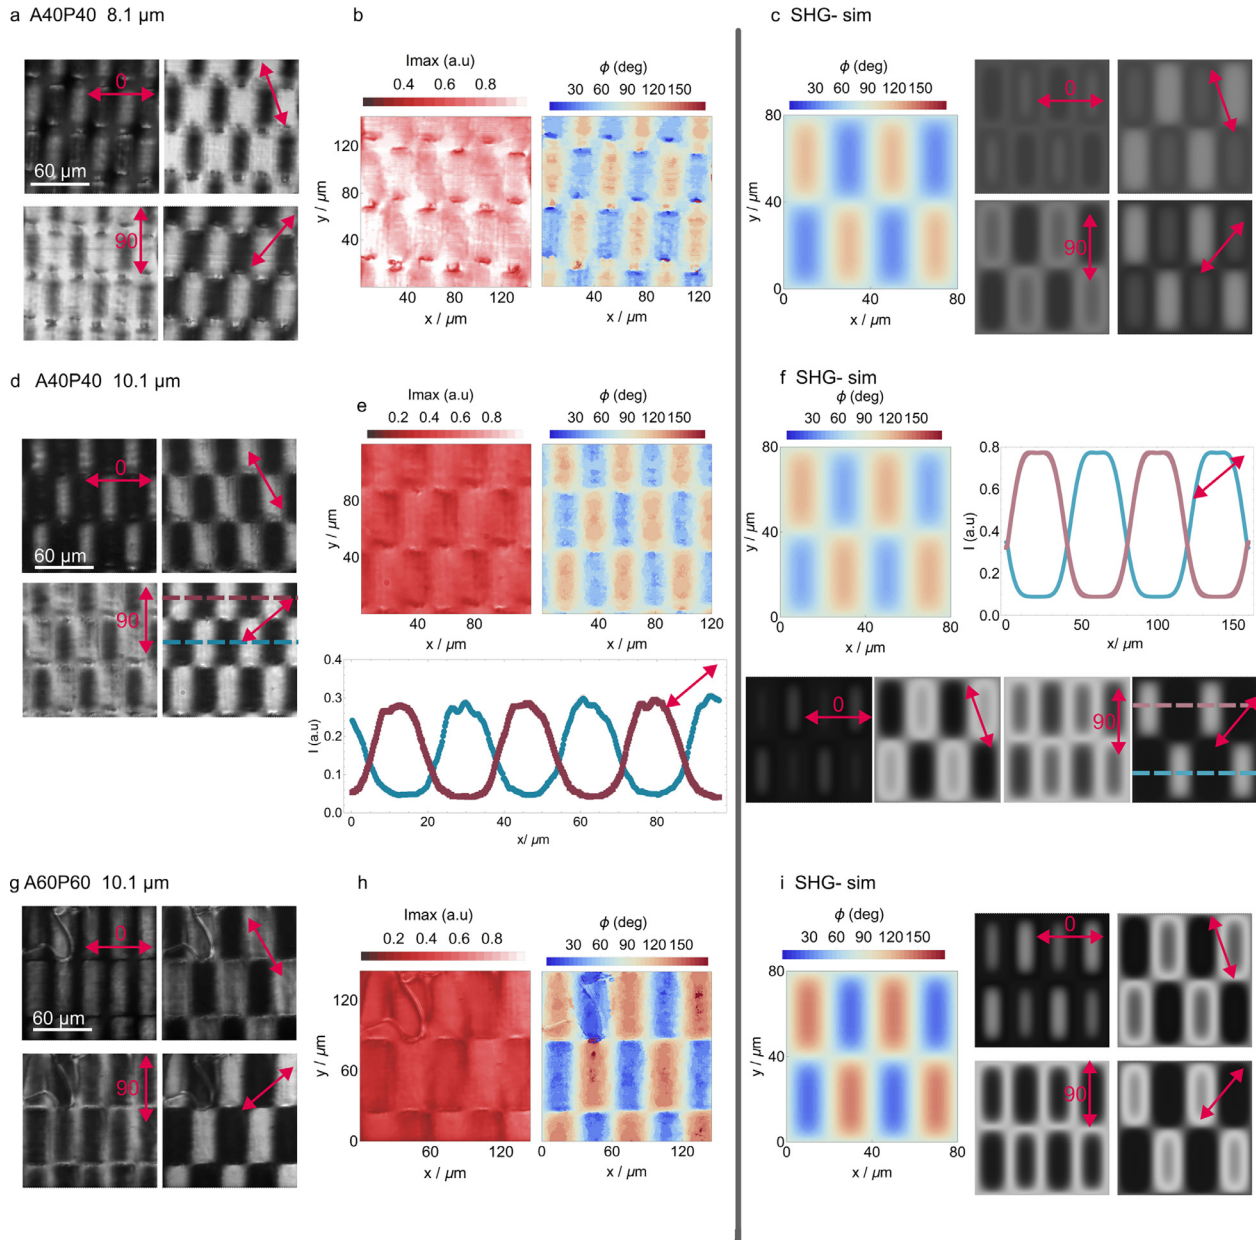 a A40P40 8.1 µm
0
60 µm
90
b
Imax (a.u)
0.4 0.6 0.8
ϕ (deg)
30 60 90 120 150
y / µm
120
80
40
40 80 120
x / µm
40 80 120
x / µm
c SHG- sim
ϕ (deg)
30 60 90 120 150
y / µm
80
40
0
0 40 80
x / µm
0
90
d A40P40 10.1 µm
0
60 µm
90
e
Imax (a.u)
0.2 0.4 0.6 0.8
ϕ (deg)
30 60 90 120 150
y / µm
80
40
40 80
x / µm
0 40 80 120
x / µm
I (a.u)
0.4
0.3
0.2
0.1
0.0
0 20 40 60 80
x/ µm
f SHG- sim
ϕ (deg)
30 60 90 120 150
y / µm
80
40
0
0 40 80
x / µm
I (a.u)
0.8
0.6
0.4
0.2
0.0
0 50 100 150
x/ µm
0
90
g A60P60 10.1 µm
0
60 µm
90
h
Imax (a.u)
0.2 0.4 0.6 0.8
ϕ (deg)
30 60 90 120 150
y / µm
120
60
0
60 120
x / µm
0 60 120
x / µm
i SHG- sim
ϕ (deg)
30 60 90 120 150
y / µm
80
40
0
0 40 80
x / µm
0
90